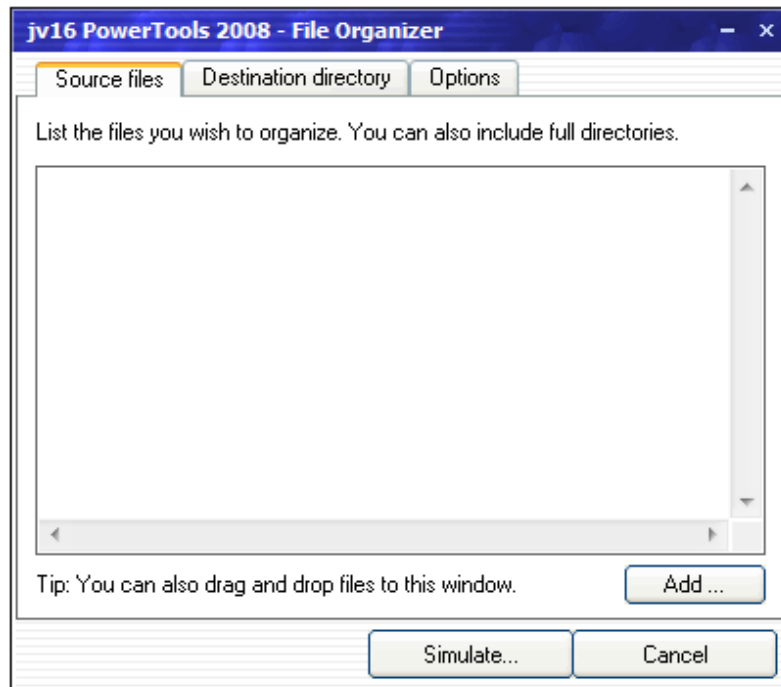 jv16 PowerTools 2008 - File Organizer
Source files Destination directory Options
List the files you wish to organize. You can also include full directories.
Tip: You can also drag and drop files to this window. Add ...
Simulate... Cancel